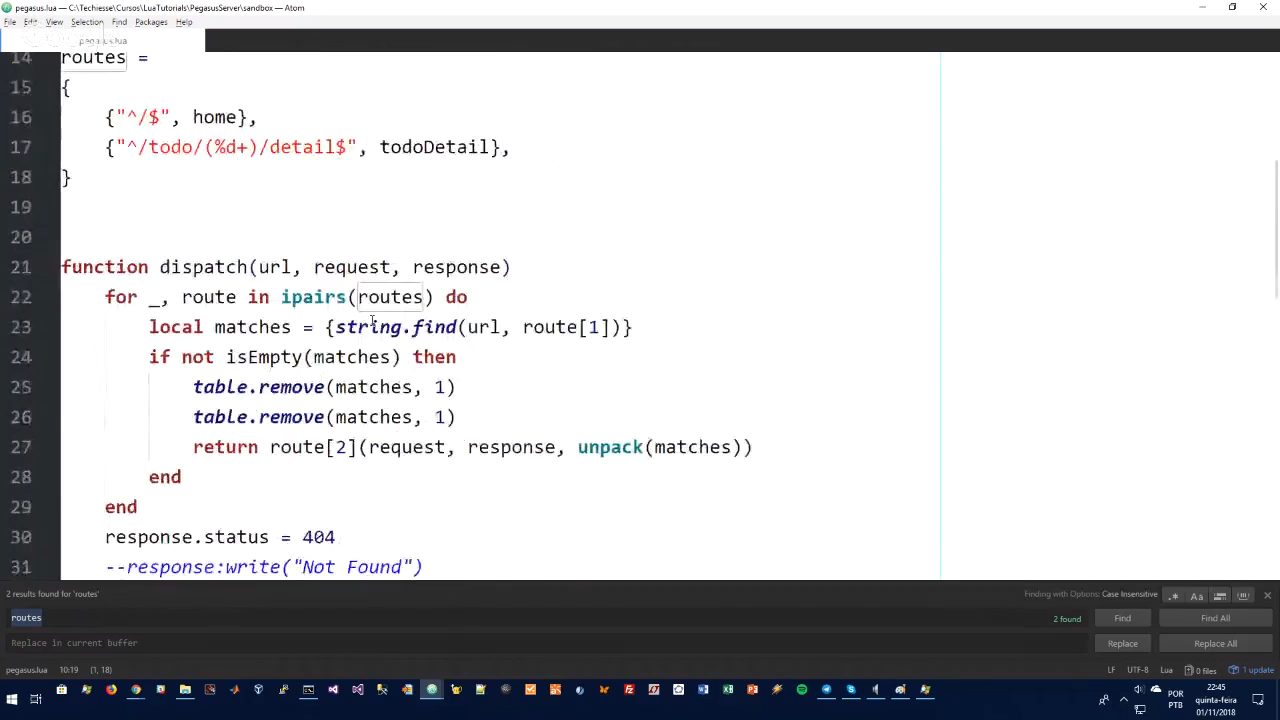 pegasus.lua — C:\Techiesse\Cursos\LuaTutorials\PegasusServer\sandbox — Atom
File Edit View Selection Find Packages Help
pegasus.lua
14 routes =
15 {
16 {"^/$", home},
17 {"^/todo/(%d+)/detail$", todoDetail},
18 }
19
20
21 function dispatch(url, request, response)
22 for _, route in ipairs(routes) do
23 local matches = {string.find(url, route[1])}
24 if not isEmpty(matches) then
25 table.remove(matches, 1)
26 table.remove(matches, 1)
27 return route[2](request, response, unpack(matches))
28 end
29 end
30 response.status = 404
31 --response:write("Not Found")
2 results found for 'routes' Finding with Options: Case Insensitive .* Aa
routes 2 found Find Find All
Replace in current buffer Replace Replace All
pegasus.lua 10:19 (1, 18) LF UTF-8 Lua 0 files 1 update
POR 22:45
PTB quinta-feira
01/11/2018